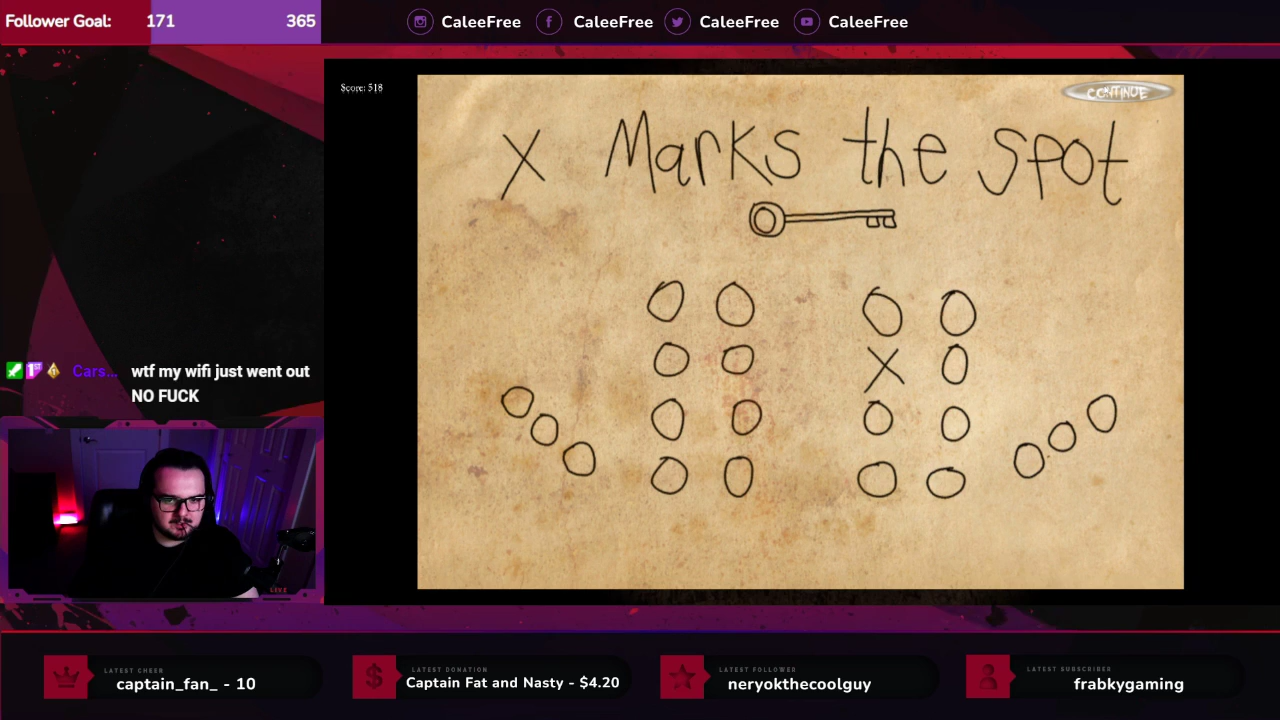 Follower Goal: 171 365
CaleeFree CaleeFree CaleeFree CaleeFree
Score: 518
CONTINUE
X Marks the Spot
Cars... wtf my wifi just went out
NO FUCK
LIVE
LATEST CHEER
captain_fan_ - 10
LATEST DONATION
Captain Fat and Nasty - $4.20
LATEST FOLLOWER
neryokthecoolguy
LATEST SUBSCRIBER
frabkygaming